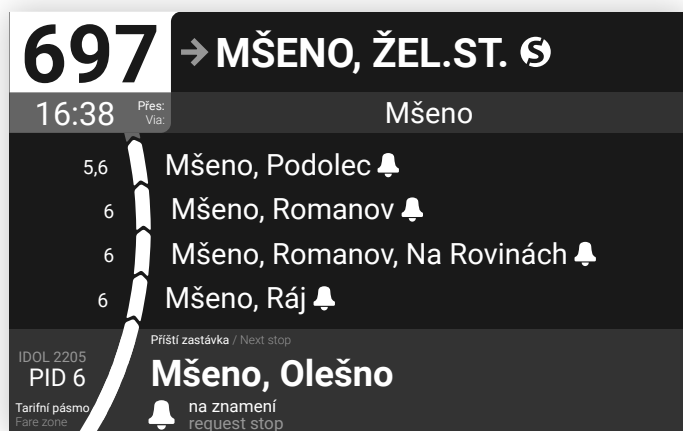 697 → MŠENO, ŽEL.ST. S
16:38 Přes: Via: Mšeno
5,6 Mšeno, Podolec
6 Mšeno, Romanov
6 Mšeno, Romanov, Na Rovinách
6 Mšeno, Ráj
Příští zastávka / Next stop
IDOL 2205
PID 6
Mšeno, Olešno
Tarifní pásmo
Fare zone
na znamení
request stop